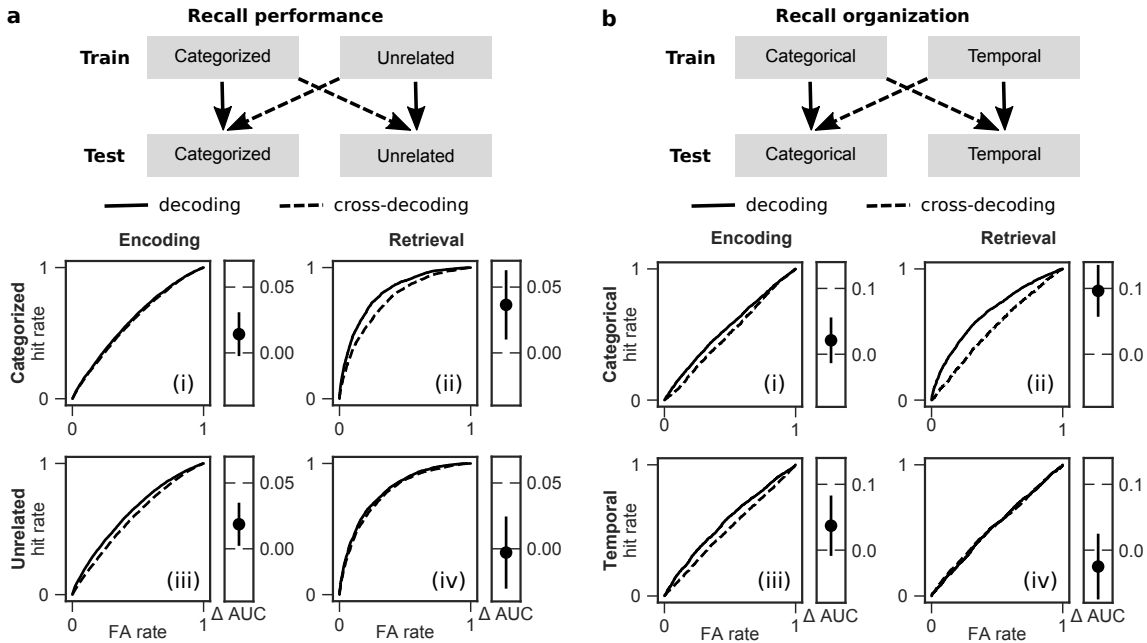 a
Recall performance
Train
Categorized
Unrelated
Test
Categorized
Unrelated
decoding
cross-decoding
Encoding
Retrieval
Categorized
hit rate
1
0
(i)
0
1
0.05
0.00
(ii)
0
1
0.05
0.00
Unrelated
hit rate
1
0
(iii)
0
1
FA rate
0.05
0.00
Δ AUC
(iv)
0
1
FA rate
0.05
0.00
Δ AUC
b
Recall organization
Train
Categorical
Temporal
Test
Categorical
Temporal
decoding
cross-decoding
Encoding
Retrieval
Categorical
hit rate
1
0
(i)
0
1
0.1
0.0
(ii)
0
1
0.1
0.0
Temporal
hit rate
1
0
(iii)
0
1
FA rate
0.1
0.0
Δ AUC
(iv)
0
1
FA rate
0.1
0.0
Δ AUC